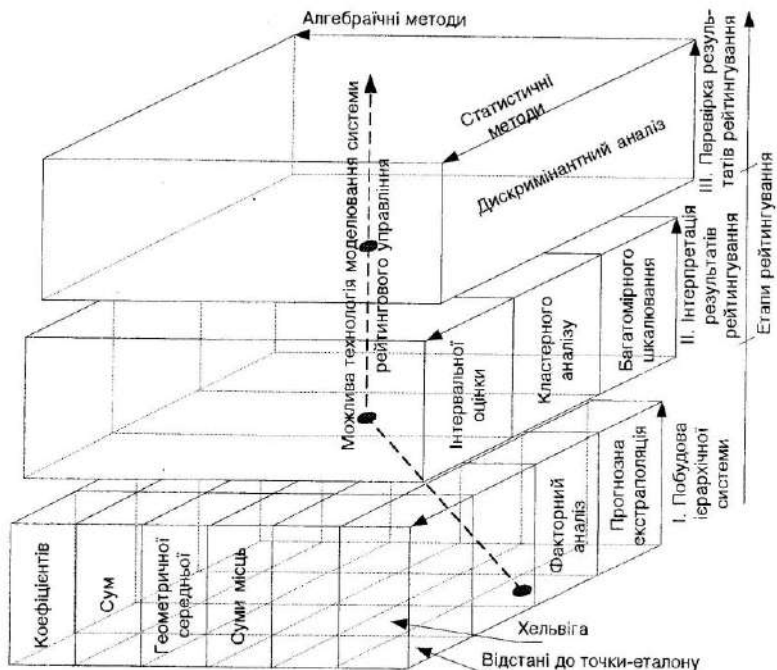 Алгебраїчні методи
Статистичні
методи
Дискримінантний аналіз
III. Перевірка резуль-
татів рейтингування
Можлива технологія моделювання системи
рейтингового управління
Інтервальної
оцінки
Кластерного
аналізу
Багатомірного
шкалювання
II. Інтерпретація
результатів
рейтингування
Етапи рейтингування
Коефіцієнтів
Сум
Геометричної
середньої
Суми місць
Факторний
аналіз
Прогнозна
екстраполяція
I. Побудова
ієрархічної
системи
Хельвіга
Відстані до точки-еталону